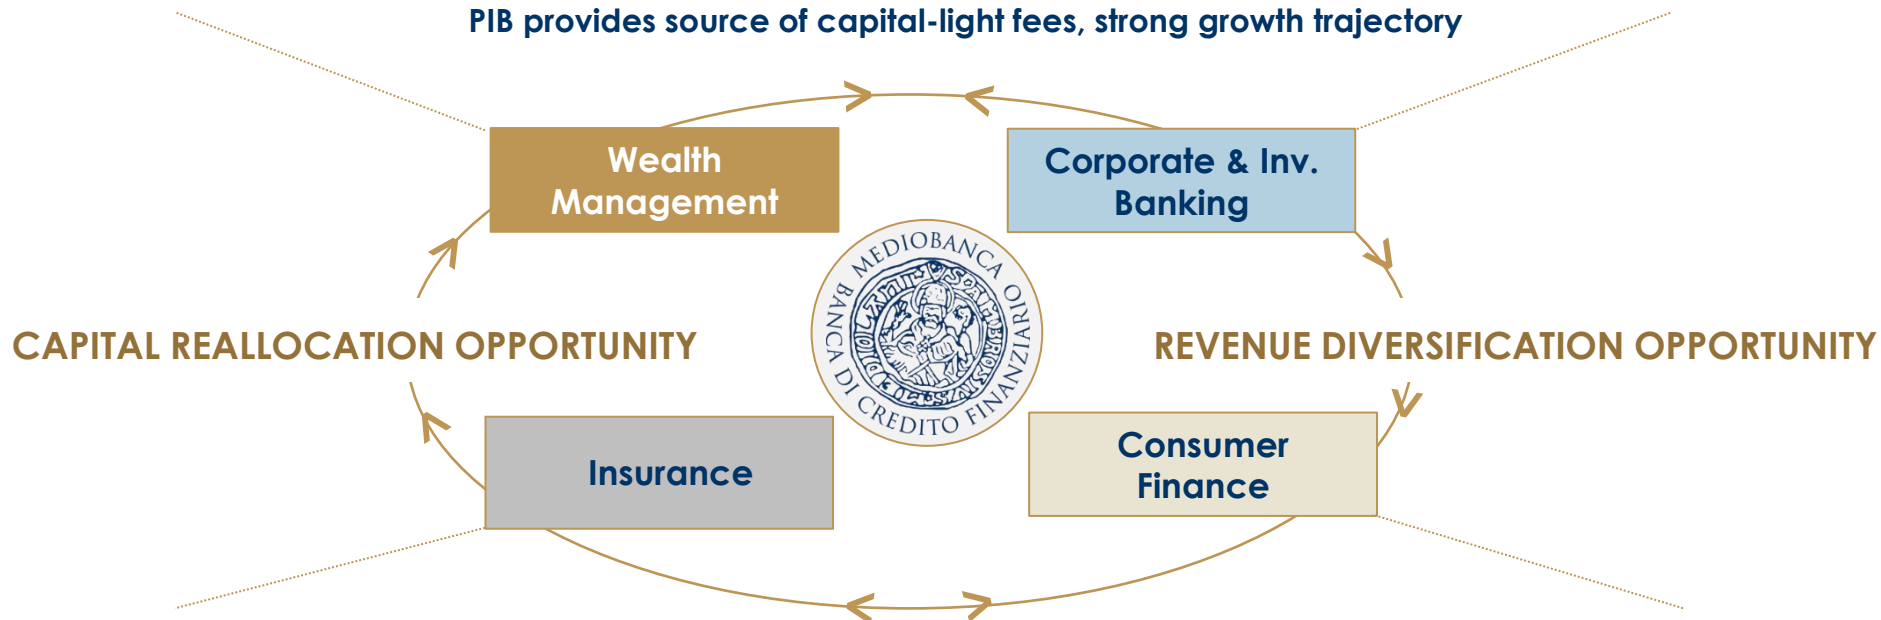 PIB provides source of capital-light fees, strong growth trajectory
Wealth
Management
Corporate & Inv.
Banking
MEDIOBANCA
BANCA DI CREDITO FINANZIARIO
CAPITAL REALLOCATION OPPORTUNITY
REVENUE DIVERSIFICATION OPPORTUNITY
Insurance
Consumer
Finance